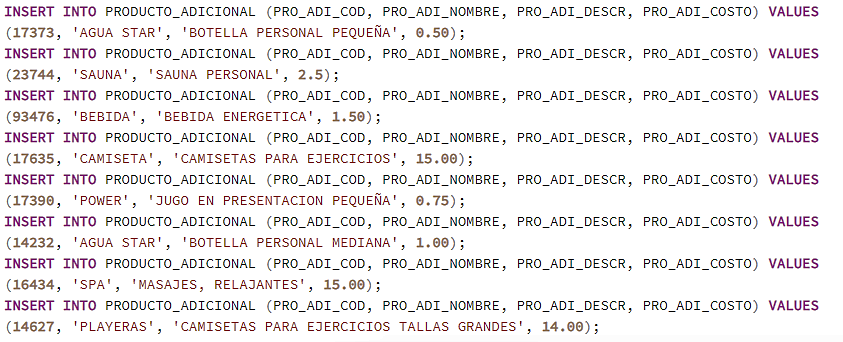 INSERT INTO PRODUCTO_ADICIONAL (PRO_ADI_COD, PRO_ADI_NOMBRE, PRO_ADI_DESCR, PRO_ADI_COSTO) VALUES
(17373, 'AGUA STAR', 'BOTELLA PERSONAL PEQUEÑA', 0.50);
INSERT INTO PRODUCTO_ADICIONAL (PRO_ADI_COD, PRO_ADI_NOMBRE, PRO_ADI_DESCR, PRO_ADI_COSTO) VALUES
(23744, 'SAUNA', 'SAUNA PERSONAL', 2.5);
INSERT INTO PRODUCTO_ADICIONAL (PRO_ADI_COD, PRO_ADI_NOMBRE, PRO_ADI_DESCR, PRO_ADI_COSTO) VALUES
(93476, 'BEBIDA', 'BEBIDA ENERGETICA', 1.50);
INSERT INTO PRODUCTO_ADICIONAL (PRO_ADI_COD, PRO_ADI_NOMBRE, PRO_ADI_DESCR, PRO_ADI_COSTO) VALUES
(17635, 'CAMISETA', 'CAMISETAS PARA EJERCICIOS', 15.00);
INSERT INTO PRODUCTO_ADICIONAL (PRO_ADI_COD, PRO_ADI_NOMBRE, PRO_ADI_DESCR, PRO_ADI_COSTO) VALUES
(17390, 'POWER', 'JUGO EN PRESENTACION PEQUEÑA', 0.75);
INSERT INTO PRODUCTO_ADICIONAL (PRO_ADI_COD, PRO_ADI_NOMBRE, PRO_ADI_DESCR, PRO_ADI_COSTO) VALUES
(14232, 'AGUA STAR', 'BOTELLA PERSONAL MEDIANA', 1.00);
INSERT INTO PRODUCTO_ADICIONAL (PRO_ADI_COD, PRO_ADI_NOMBRE, PRO_ADI_DESCR, PRO_ADI_COSTO) VALUES
(16434, 'SPA', 'MASAJES, RELAJANTES', 15.00);
INSERT INTO PRODUCTO_ADICIONAL (PRO_ADI_COD, PRO_ADI_NOMBRE, PRO_ADI_DESCR, PRO_ADI_COSTO) VALUES
(14627, 'PLAYERAS', 'CAMISETAS PARA EJERCICIOS TALLAS GRANDES', 14.00);